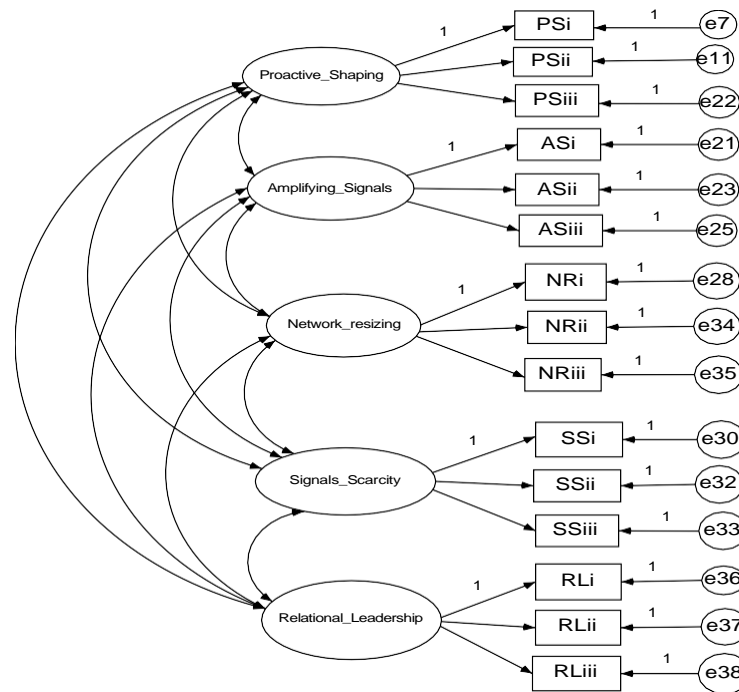 1 PSi 1 e7
Proactive_Shaping PSii 1 e11
PSiii 1 e22
1 ASi 1 e21
Amplifying_Signals ASii 1 e23
ASiii 1 e25
1 NRi 1 e28
Network_resizing NRii 1 e34
NRiii 1 e35
1 SSi 1 e30
Signals_Scarcity SSii 1 e32
SSiii 1 e33
1 RLi 1 e36
Relational_Leadership RLii 1 e37
RLiii 1 e38